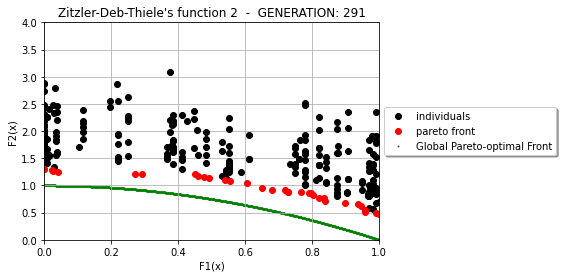 Zitzler-Deb-Thiele's function 2 - GENERATION: 291
4.0
3.5
3.0
2.5
2.0
1.5
1.0
0.5
0.0
F2(x)
0.0 0.2 0.4 0.6 0.8 1.0
F1(x)
individuals
pareto front
Global Pareto-optimal Front